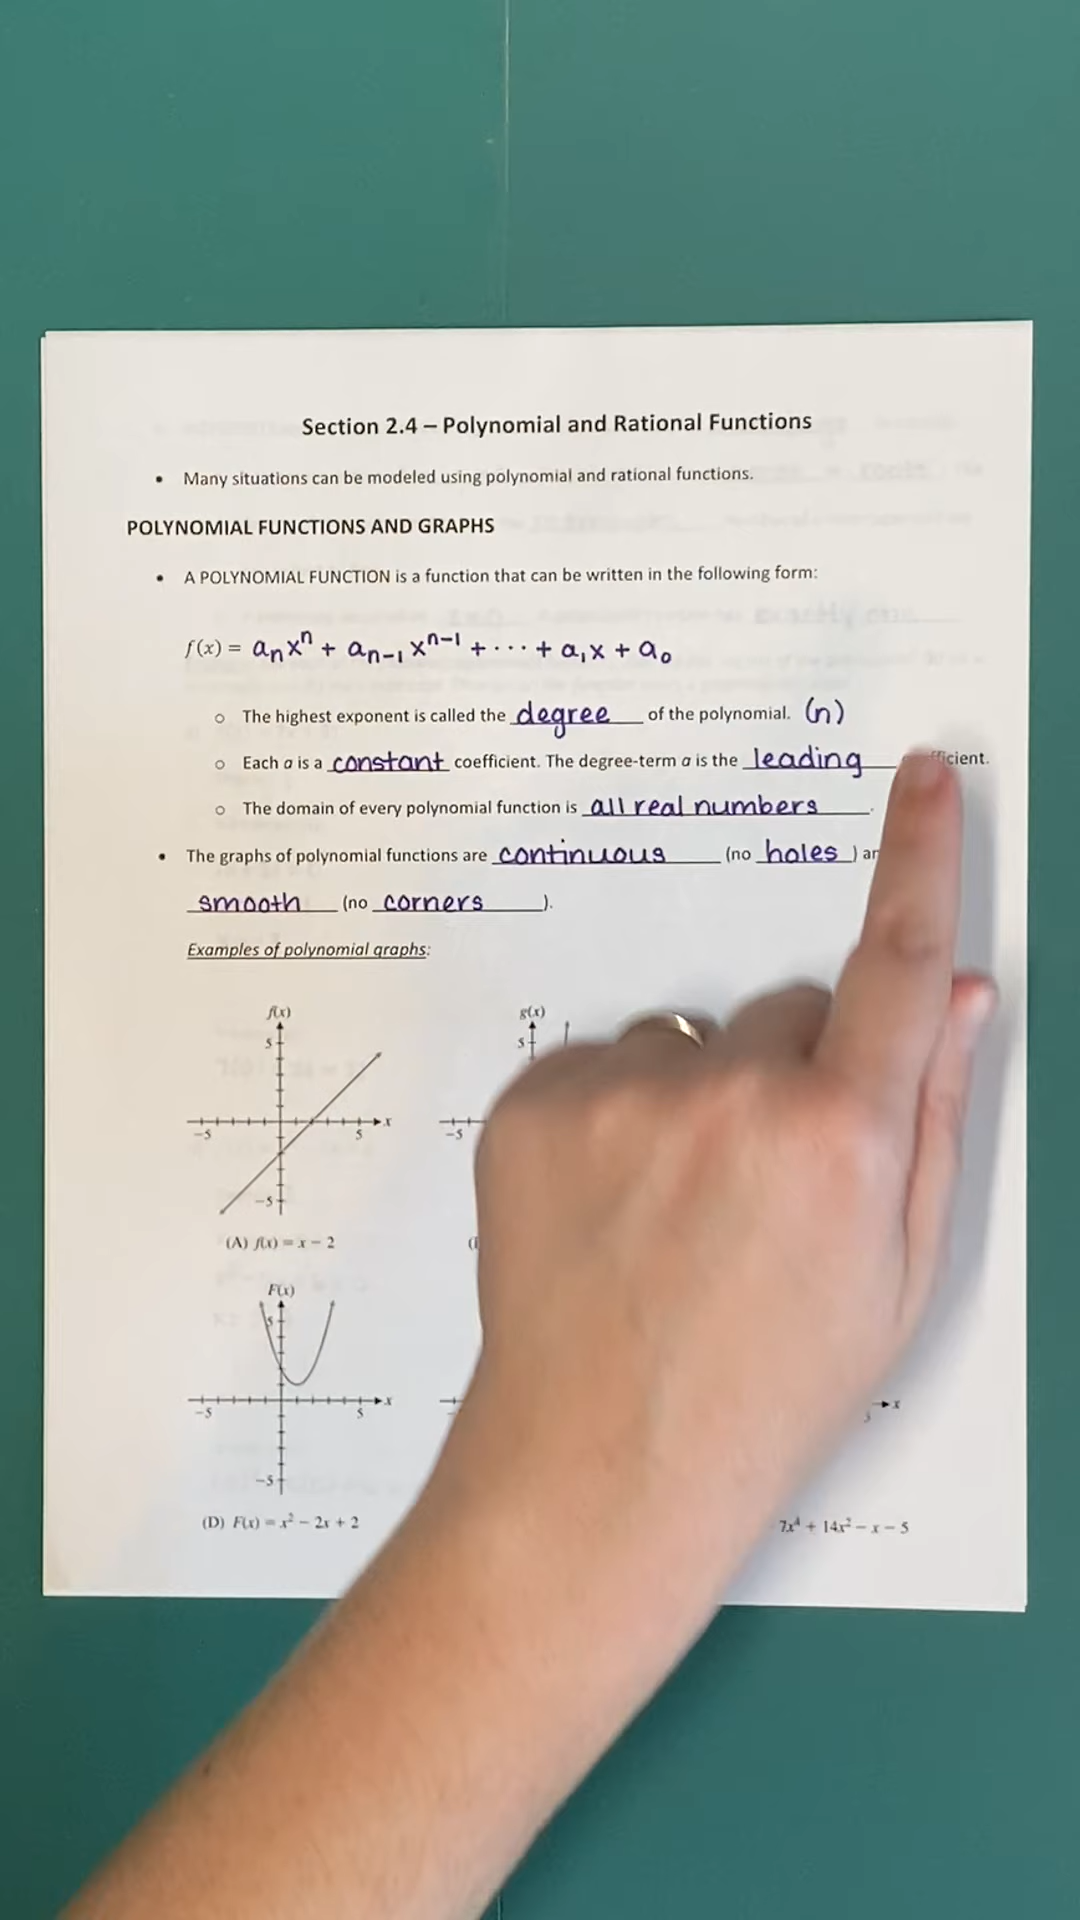 Section 2.4 – Polynomial and Rational Functions
• Many situations can be modeled using polynomial and rational functions.
POLYNOMIAL FUNCTIONS AND GRAPHS
• A POLYNOMIAL FUNCTION is a function that can be written in the following form:
f(x) = aₙxⁿ + aₙ₋₁xⁿ⁻¹ + ··· + a₁x + a₀
○ The highest exponent is called the degree of the polynomial. (n)
○ Each a is a constant coefficient. The degree-term a is the leading
○ The domain of every polynomial function is all real numbers.
• The graphs of polynomial functions are continuous (no holes)
smooth (no corners).
Examples of polynomial graphs:
f(x) g(x)
5 5
x
-5 5 -5
-5
(A) f(x) = x − 2
F(x)
5
x x
-5 5
-5
(D) F(x) = x² − 2x + 2 7x⁴ + 14x² − x − 5